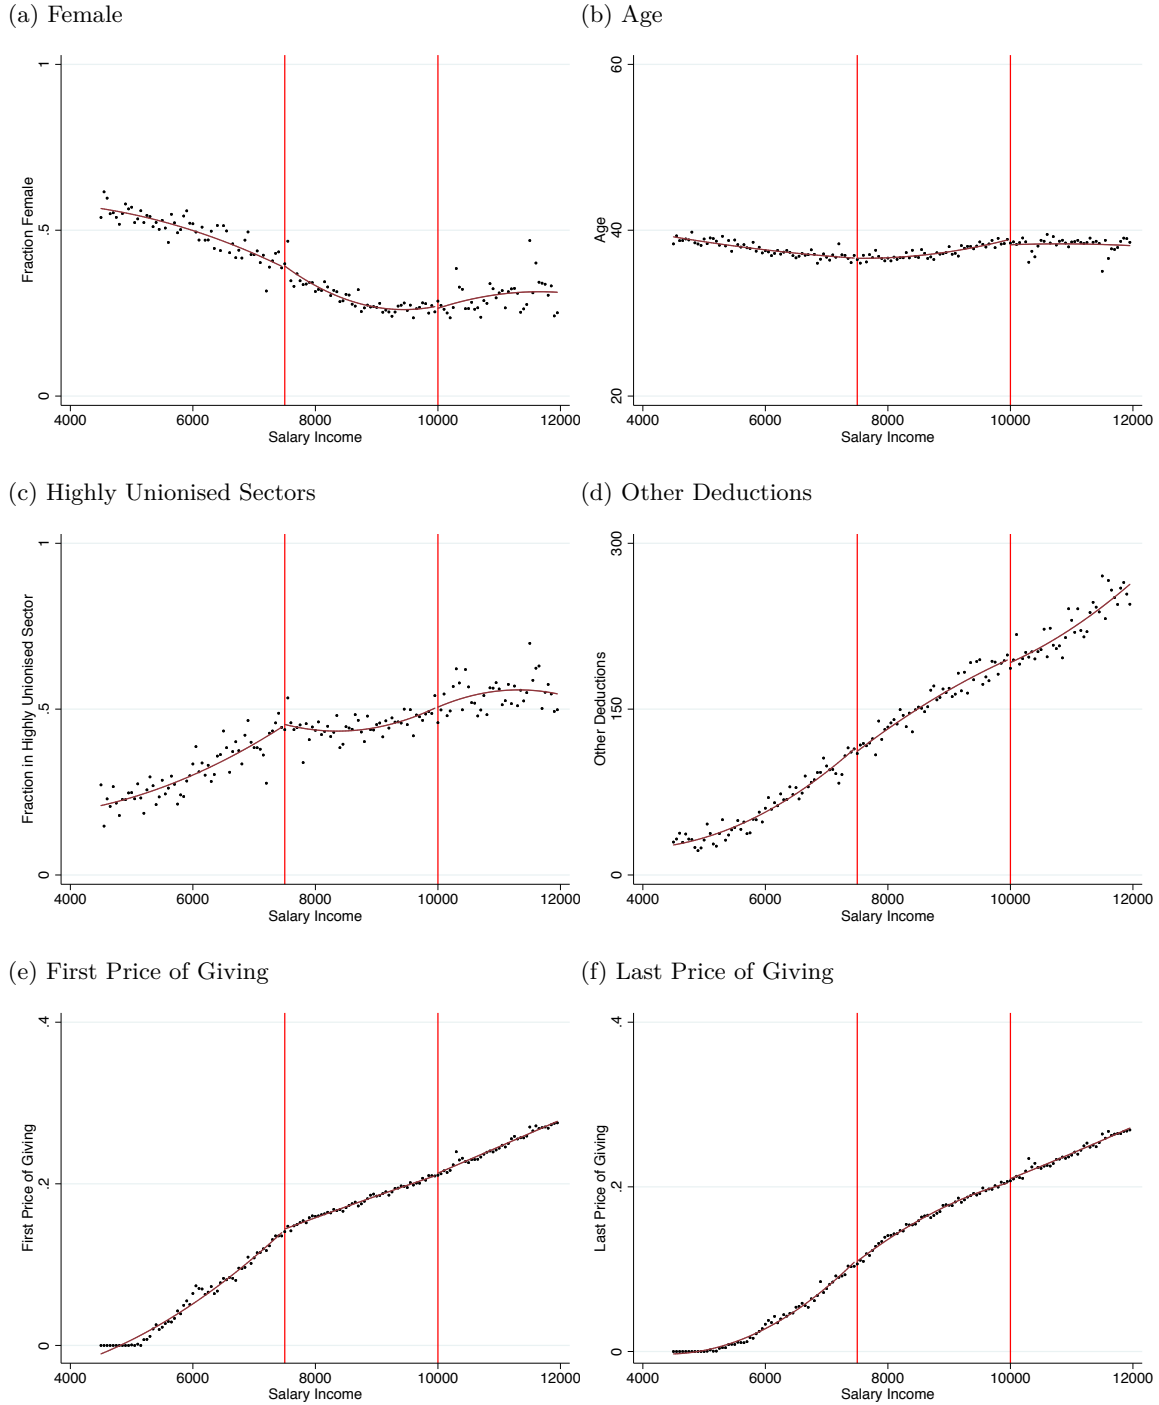 (a) Female
1
.5
0
Fraction Female
4000 6000 8000 10000 12000
Salary Income
(b) Age
60
40
20
Age
4000 6000 8000 10000 12000
Salary Income
(c) Highly Unionised Sectors
1
.5
0
Fraction in Highly Unionised Sector
4000 6000 8000 10000 12000
Salary Income
(d) Other Deductions
300
150
0
Other Deductions
4000 6000 8000 10000 12000
Salary Income
(e) First Price of Giving
.4
.2
0
First Price of Giving
4000 6000 8000 10000 12000
Salary Income
(f) Last Price of Giving
.4
.2
0
Last Price of Giving
4000 6000 8000 10000 12000
Salary Income